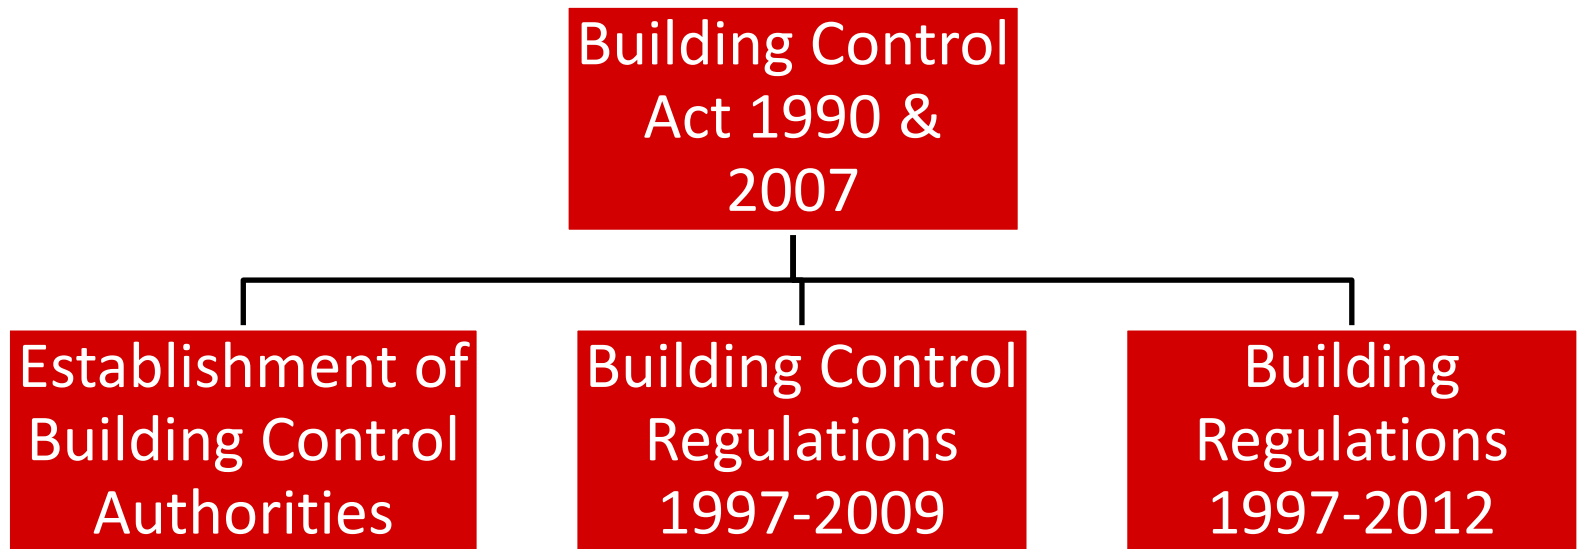 Building Control
Act 1990 &
2007
Establishment of
Building Control
Authorities
Building Control
Regulations
1997-2009
Building
Regulations
1997-2012